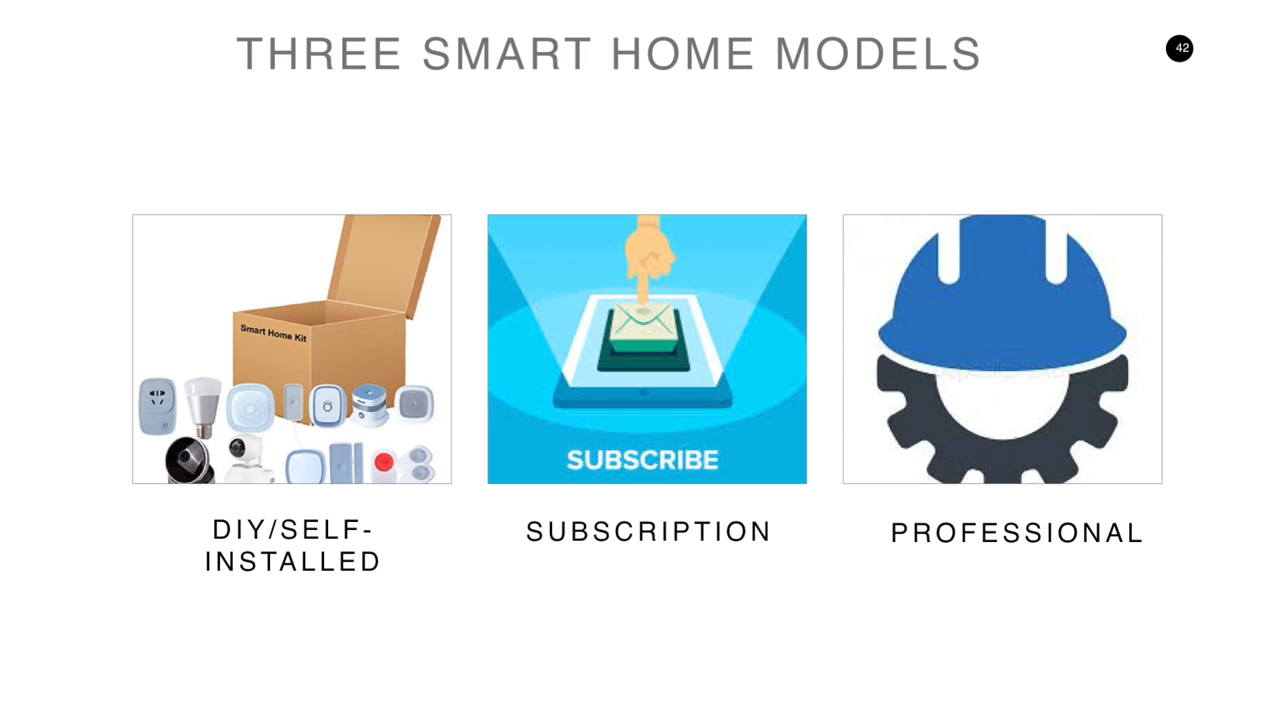 THREE SMART HOME MODELS
42
Smart Home Kit
SUBSCRIBE
DIY/SELF-
INSTALLED
SUBSCRIPTION
PROFESSIONAL